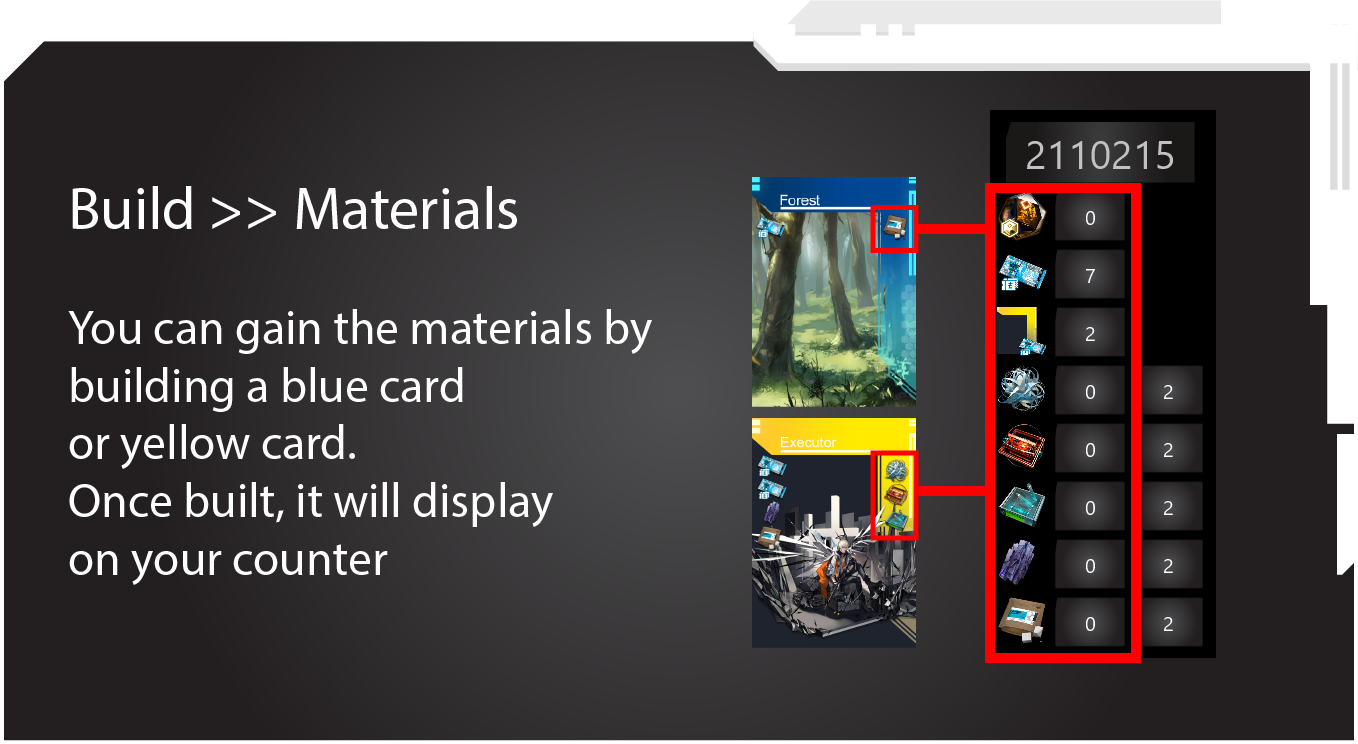 Build >> Materials
You can gain the materials by
building a blue card
or yellow card.
Once built, it will display
on your counter
Forest
Executor
2110215
0
7
2
0 2
0 2
0 2
0 2
0 2